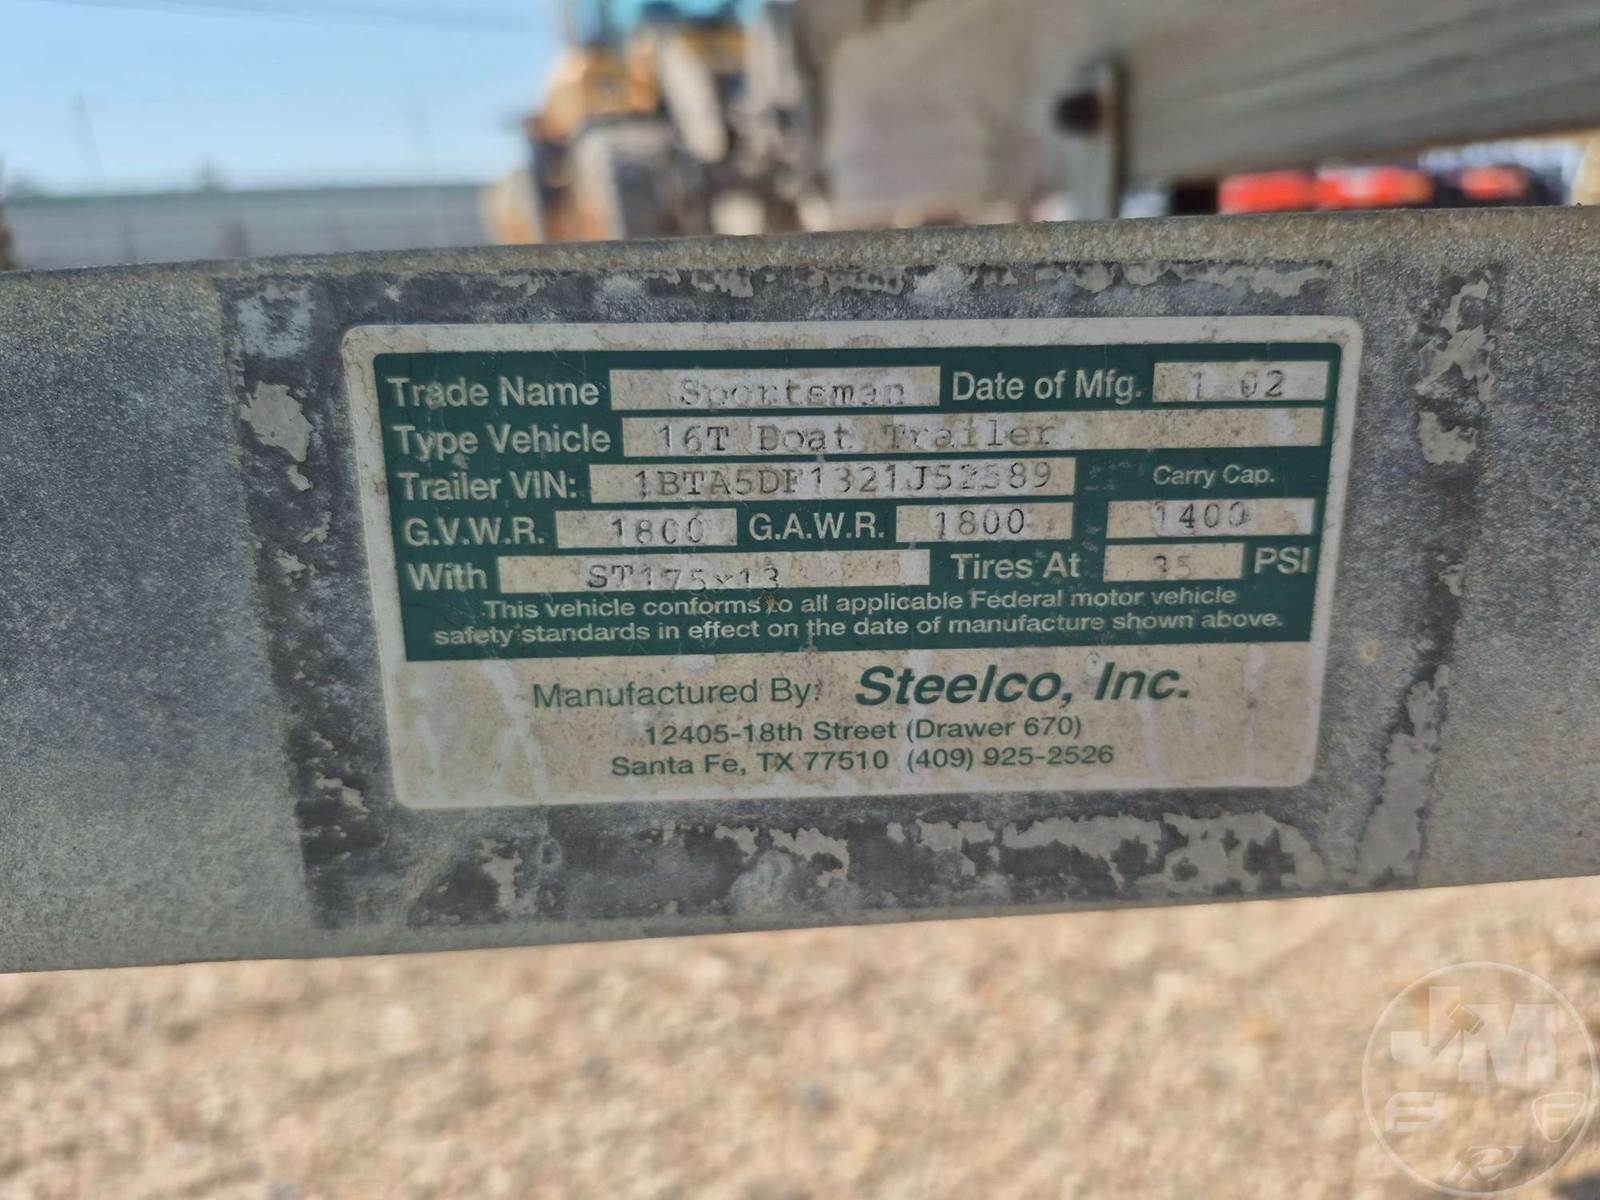 Trade Name Sportsman Date of Mfg. 1 02
Type Vehicle 16T Boat Trailer
Trailer VIN: 1BTA5DF1321J52589 Carry Cap.
G.V.W.R. 1800 G.A.W.R. 1800 1400
With ST175x13 Tires At 35 PSI
This vehicle conforms to all applicable Federal motor vehicle
safety standards in effect on the date of manufacture shown above.
Manufactured By: Steelco, Inc.
12405-18th Street (Drawer 670)
Santa Fe, TX 77510 (409) 925-2526
JM